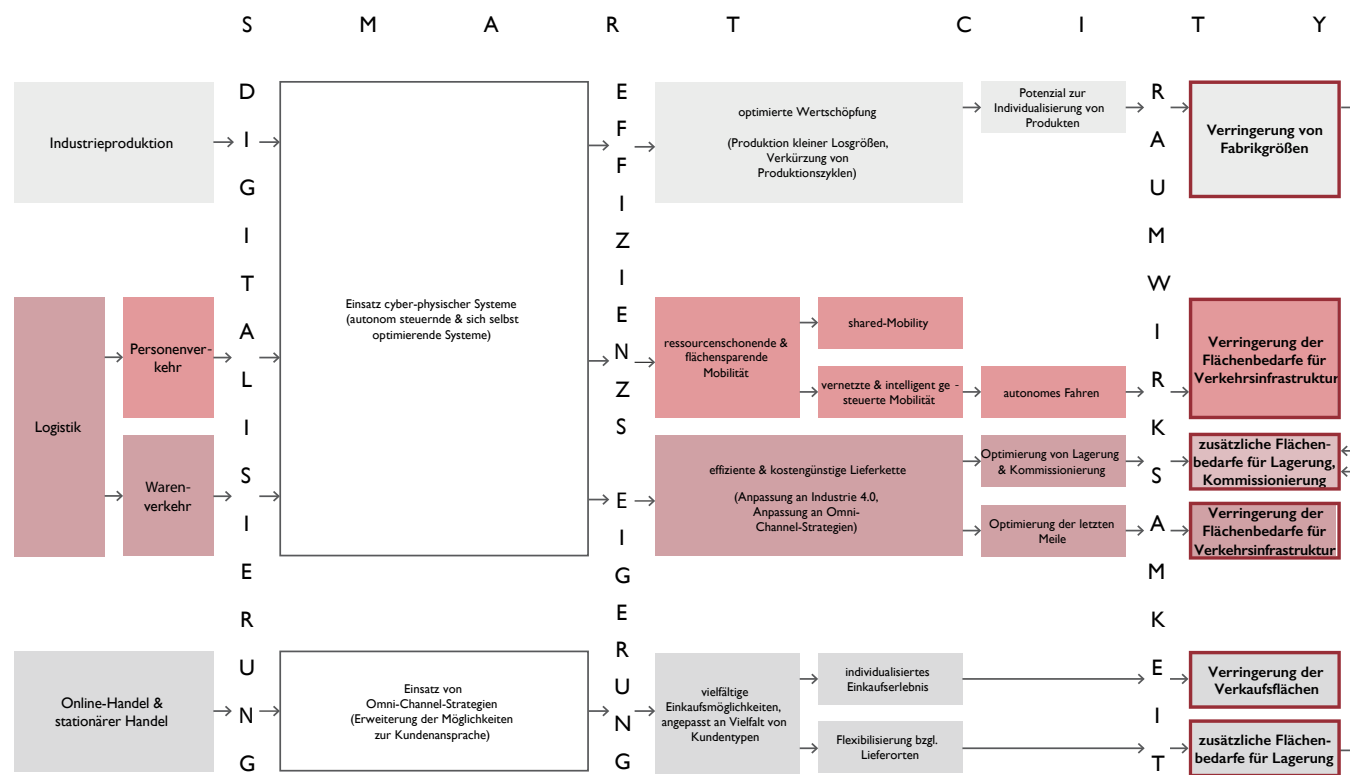 SMART CITY
DIGITALISIERUNG
EFFIZIENZSTEIGERUNG
RAUMWIRKSAMKEIT
Industrieproduktion
optimierte Wertschöpfung
(Produktion kleiner Losgrößen,
Verkürzung von
Produktionszyklen)
Potenzial zur
Individualisierung von
Produkten
Verringerung von
Fabrikgrößen
Logistik
Personenver-
kehr
Waren-
verkehr
Einsatz cyber-physischer Systeme
(autonom steuernde & sich selbst
optimierende Systeme)
ressourcenschonende &
flächensparende
Mobilität
shared-Mobility
vernetzte & intelligent ge -
steuerte Mobilität
autonomes Fahren
Verringerung der
Flächenbedarfe für
Verkehrsinfrastruktur
effiziente & kostengünstige Lieferkette
(Anpassung an Industrie 4.0,
Anpassung an Omni-
Channel-Strategien)
Optimierung von Lagerung
& Kommissionierung
zusätzliche Flächen-
bedarfe für Lagerung,
Kommissionierung
Optimierung der letzten
Meile
Verringerung der
Flächenbedarfe für
Verkehrsinfrastruktur
Online-Handel &
stationärer Handel
Einsatz von
Omni-Channel-Strategien
(Erweiterung der Möglichkeiten
zur Kundenansprache)
vielfältige
Einkaufsmöglichkeiten,
angepasst an Vielfalt von
Kundentypen
individualisiertes
Einkaufserlebnis
Verringerung der
Verkaufsflächen
Flexibilisierung bzgl.
Lieferorten
zusätzliche Flächen-
bedarfe für Lagerung